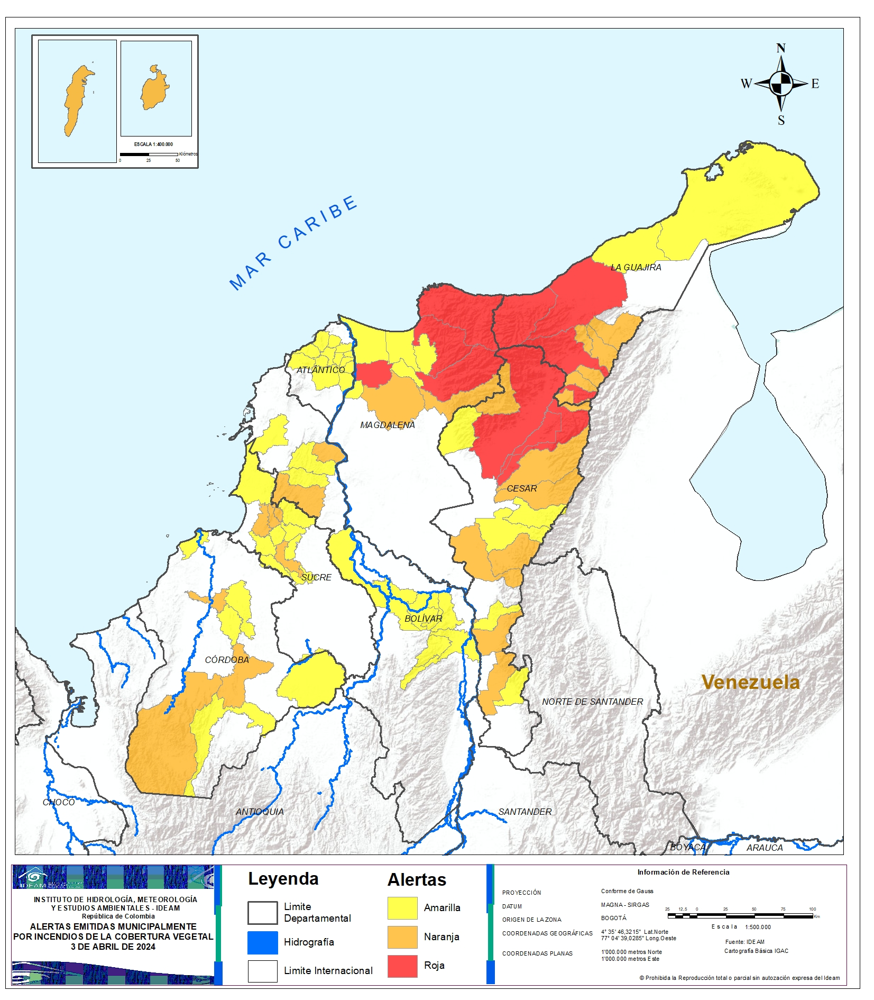 ESCALA 1:400.000
Kilómetros
0 25 50
N
W E
S
MAR CARIBE
LA GUAJIRA
ATLÁNTICO
MAGDALENA
CESAR
SUCRE
BOLÍVAR
CÓRDOBA
Venezuela
NORTE DE SANTANDER
CHOCÓ
ANTIOQUIA
SANTANDER
BOYACÁ
ARAUCA
IDEAM
INSTITUTO DE HIDROLOGÍA, METEOROLOGÍA
Y ESTUDIOS AMBIENTALES - IDEAM
República de Colombia
ALERTAS EMITIDAS MUNICIPALMENTE
POR INCENDIOS DE LA COBERTURA VEGETAL
3 DE ABRIL DE 2024
Leyenda
Limite
Departamental
Hidrografía
Limite Internacional
Alertas
Amarilla
Naranja
Roja
Información de Referencia
PROYECCIÓN Conforme de Gauss
DATUM MAGNA - SIRGAS
ORIGEN DE LA ZONA BOGOTÁ
COORDENADAS GEOGRÁFICAS 4° 35' 46,3215" Lat.Norte
77° 04' 39,0285" Long.Oeste
COORDENADAS PLANAS 1'000.000 metros Norte
1'000.000 metros Este
25 12,5 0 25 50 75 100
Km
Escala 1:500.000
Fuente: IDEAM
Cartografía Básica IGAC
© Prohibida la Reproducción total o parcial sin autozación expresa del Ideam